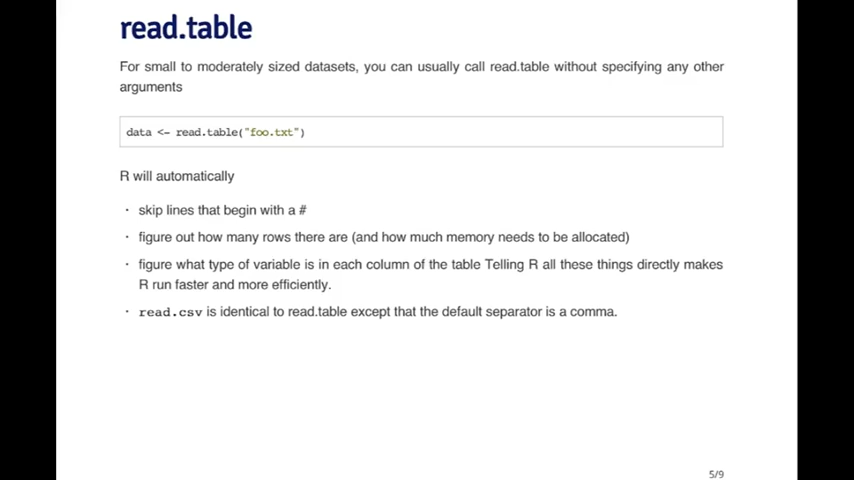 read.table
For small to moderately sized datasets, you can usually call read.table without specifying any other
arguments
data <- read.table("foo.txt")
R will automatically
· skip lines that begin with a #
· figure out how many rows there are (and how much memory needs to be allocated)
· figure what type of variable is in each column of the table Telling R all these things directly makes
R run faster and more efficiently.
· read.csv is identical to read.table except that the default separator is a comma.
5/9